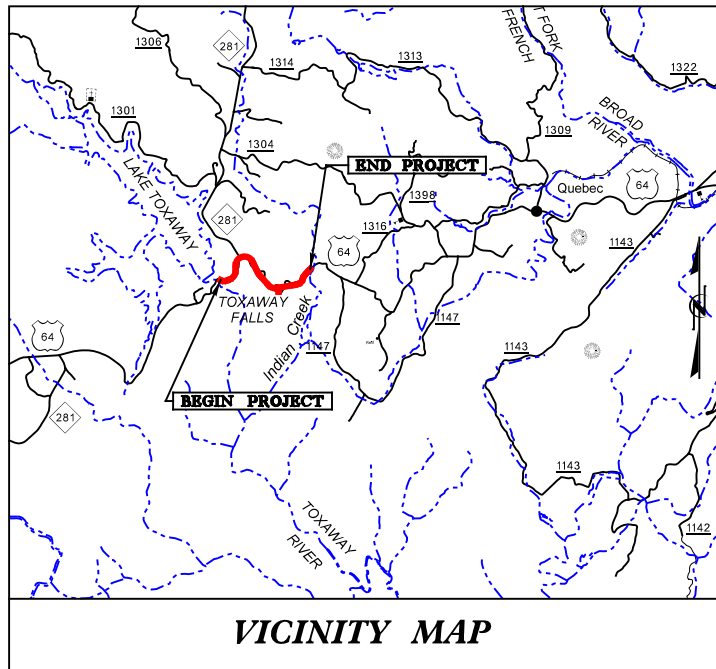 1306
281
1314
1313
T FORK
FRENCH
1322
1301
BROAD
RIVER
1309
1304
LAKE TOXAWAY
END PROJECT
Quebec
64
281
1398
1316
64
1143
TOXAWAY
FALLS
Indian Creek
N
64
1147
1147
1143
BEGIN PROJECT
281
1143
TOXAWAY
RIVER
1142
VICINITY MAP